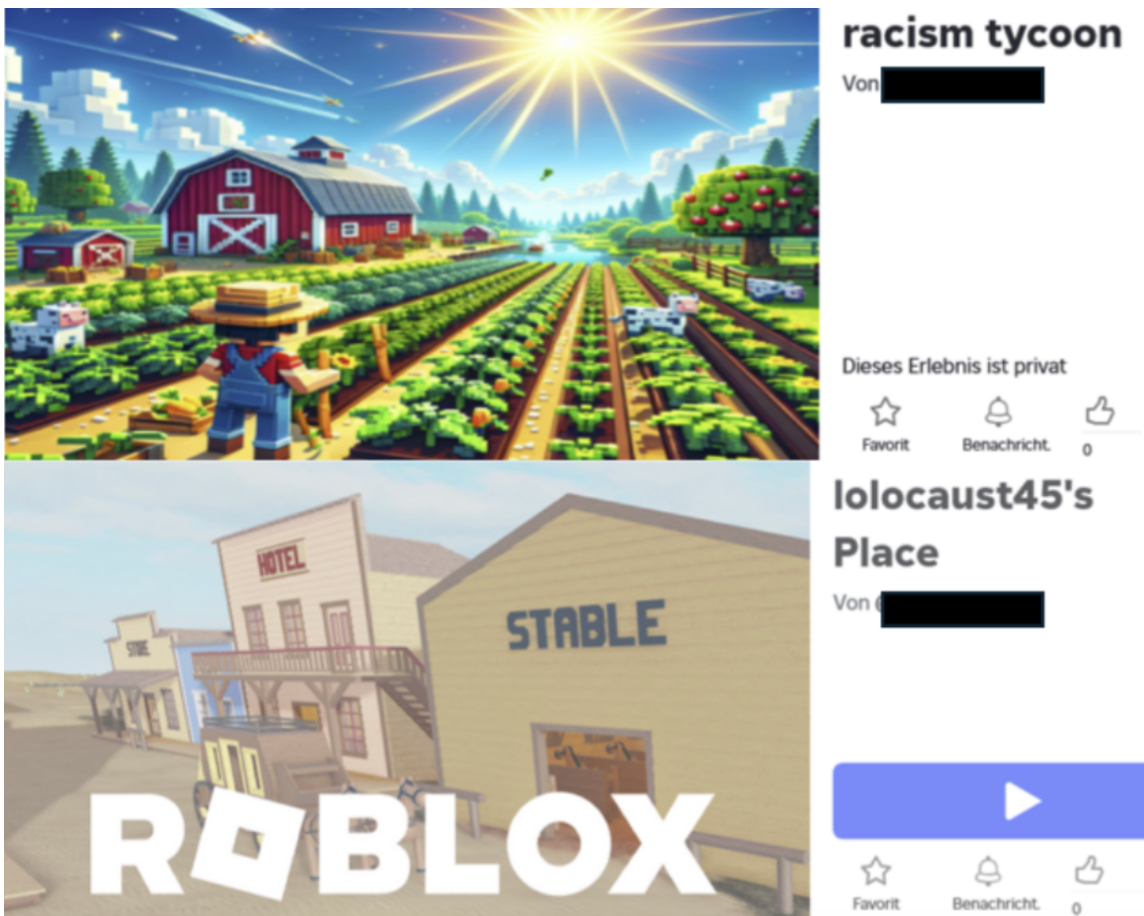 racism tycoon
Von
Dieses Erlebnis ist privat
Favorit
Benachricht.
0
lolocaust45's
Place
Von
HOTEL
STABLE
STORE
ROBLOX
Favorit
Benachricht.
0